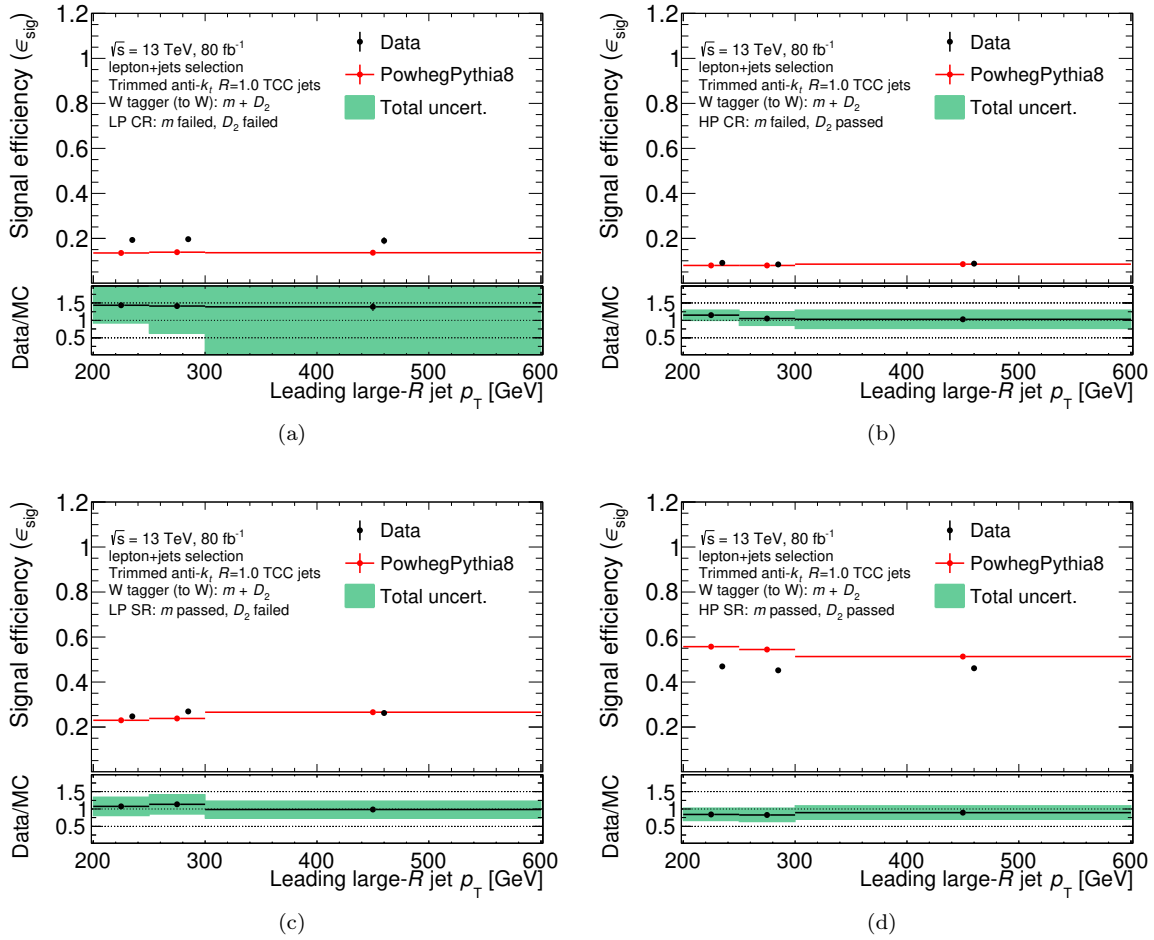 Signal efficiency (ϵ_sig)
1.2
1
0.8
0.6
0.4
0.2
√s = 13 TeV, 80 fb⁻¹
lepton+jets selection
Trimmed anti-k_t R=1.0 TCC jets
W tagger (to W): m + D₂
LP CR: m failed, D₂ failed
Data
PowhegPythia8
Total uncert.
Data/MC
1.5
1
0.5
200 300 400 500 600
Leading large-R jet p_T [GeV]
(a)
Signal efficiency (ϵ_sig)
1.2
1
0.8
0.6
0.4
0.2
√s = 13 TeV, 80 fb⁻¹
lepton+jets selection
Trimmed anti-k_t R=1.0 TCC jets
W tagger (to W): m + D₂
HP CR: m failed, D₂ passed
Data
PowhegPythia8
Total uncert.
Data/MC
1.5
1
0.5
200 300 400 500 600
Leading large-R jet p_T [GeV]
(b)
Signal efficiency (ϵ_sig)
1.2
1
0.8
0.6
0.4
0.2
√s = 13 TeV, 80 fb⁻¹
lepton+jets selection
Trimmed anti-k_t R=1.0 TCC jets
W tagger (to W): m + D₂
LP SR: m passed, D₂ failed
Data
PowhegPythia8
Total uncert.
Data/MC
1.5
1
0.5
200 300 400 500 600
Leading large-R jet p_T [GeV]
(c)
Signal efficiency (ϵ_sig)
1.2
1
0.8
0.6
0.4
0.2
√s = 13 TeV, 80 fb⁻¹
lepton+jets selection
Trimmed anti-k_t R=1.0 TCC jets
W tagger (to W): m + D₂
HP SR: m passed, D₂ passed
Data
PowhegPythia8
Total uncert.
Data/MC
1.5
1
0.5
200 300 400 500 600
Leading large-R jet p_T [GeV]
(d)